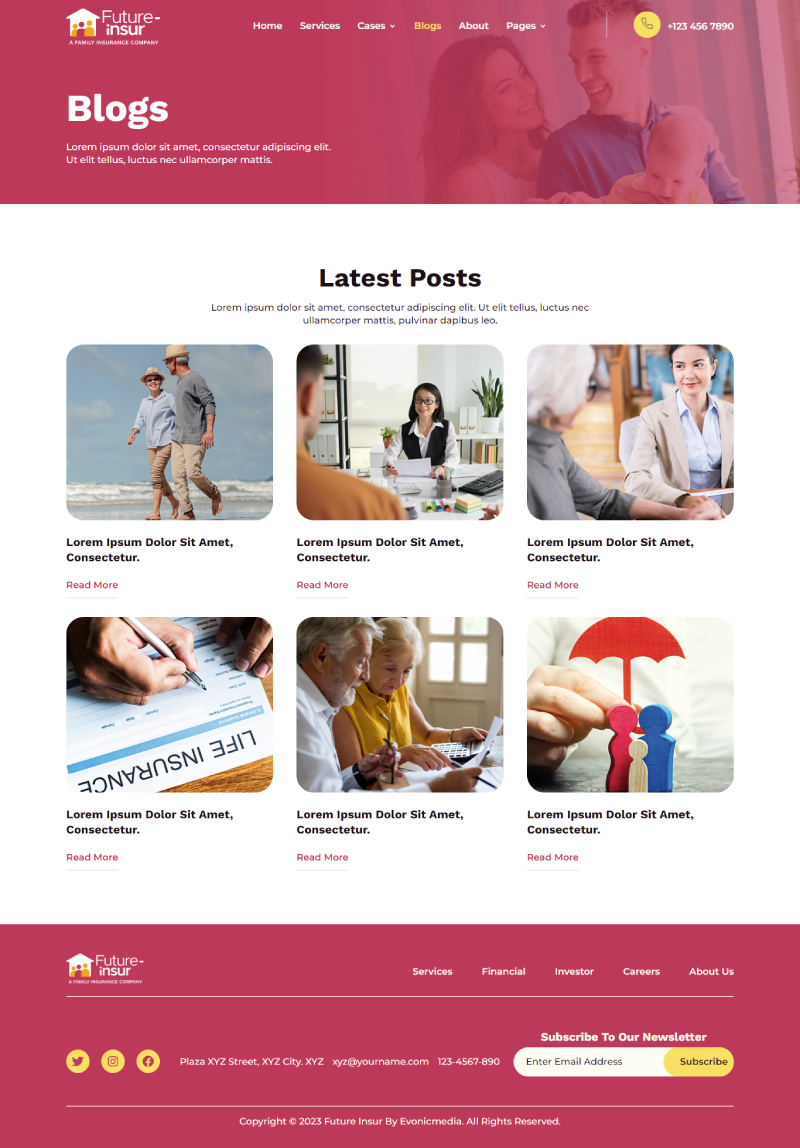 Future-
insur
A FAMILY INSURANCE COMPANY
Home Services Cases Blogs About Pages
+123 456 7890
Blogs
Lorem ipsum dolor sit amet, consectetur adipiscing elit.
Ut elit tellus, luctus nec ullamcorper mattis.
Latest Posts
Lorem ipsum dolor sit amet, consectetur adipiscing elit. Ut elit tellus, luctus nec
ullamcorper mattis, pulvinar dapibus leo.
Lorem Ipsum Dolor Sit Amet,
Consectetur.
Read More
Lorem Ipsum Dolor Sit Amet,
Consectetur.
Read More
Lorem Ipsum Dolor Sit Amet,
Consectetur.
Read More
LIFE INSURANCE
Lorem Ipsum Dolor Sit Amet,
Consectetur.
Read More
Lorem Ipsum Dolor Sit Amet,
Consectetur.
Read More
Lorem Ipsum Dolor Sit Amet,
Consectetur.
Read More
Future-
insur
A FAMILY INSURANCE COMPANY
Services Financial Investor Careers About Us
Plaza XYZ Street, XYZ City. XYZ xyz@yourname.com 123-4567-890
Subscribe To Our Newsletter
Enter Email Address Subscribe
Copyright © 2023 Future Insur By Evonicmedia. All Rights Reserved.